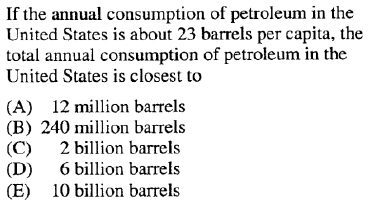 If the annual consumption of petroleum in the
United States is about 23 barrels per capita, the
total annual consumption of petroleum in the
United States is closest to
(A) 12 million barrels
(B) 240 million barrels
(C) 2 billion barrels
(D) 6 billion barrels
(E) 10 billion barrels